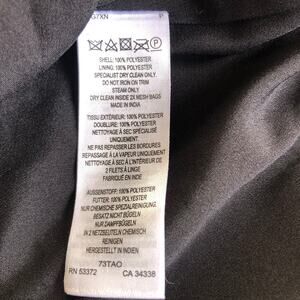 G7XN P
SHELL: 100% POLYESTER
LINING: 100% POLYESTER
SPECIALIST DRY CLEAN ONLY.
DO NOT IRON ON TRIM
STEAM ONLY
DRY CLEAN INSIDE 2X MESH BAGS
MADE IN INDIA
TISSU EXTÉRIEUR: 100% POLYESTER
DOUBLURE: 100% POLYESTER
NETTOYAGE À SEC SPÉCIALISÉ
UNIQUEMENT.
NE PAS REPASSER LES BORDURES
REPASSAGE À LA VAPEUR UNIQUEMENT
NETTOYAGE À SEC À L'INTÉRIEUR DE
2 FILETS À LINGE
FABRIQUÉ EN INDE
AUSSENSTOFF: 100% POLYESTER
FUTTER: 100% POLYESTER
NUR CHEMISCHE SPEZIALREINIGUNG.
BESATZ NICHT BÜGELN
NUR DAMPFBÜGELN
IN 2 NETZBEUTELN CHEMISCH
REINIGEN
HERGESTELLT IN INDIEN
73TAO
RN 53372 CA 34338